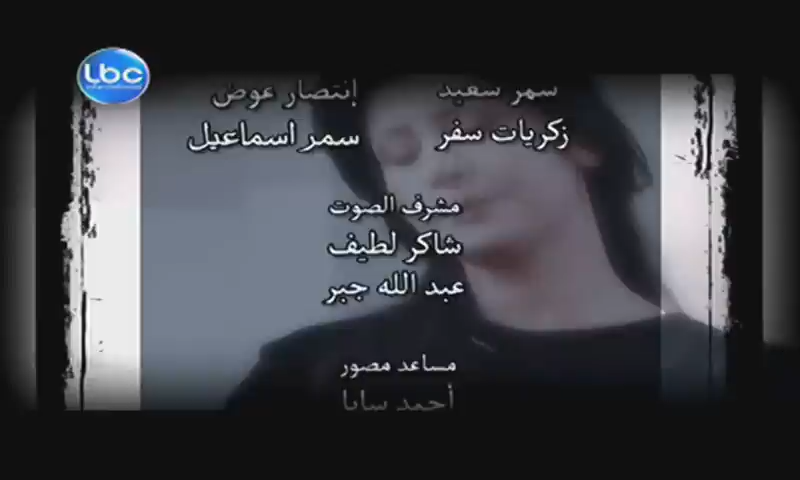 LBC
سمر سعيد إنتصار عوض
زكريات سفر سمر اسماعيل
مشرف الصوت
شاكر لطيف
عبد الله جبر
مساعد مصور
أحمد سابا